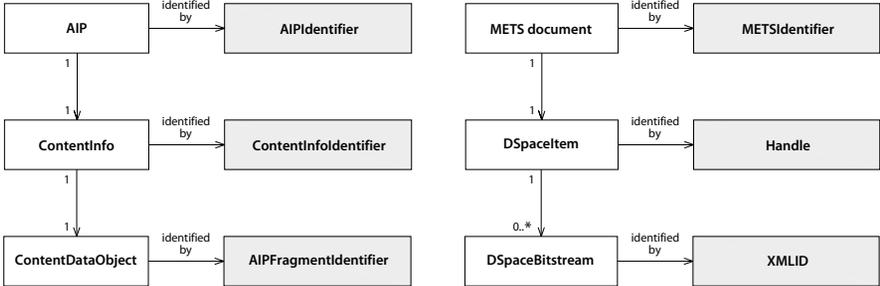 identified
by
AIP
AIPIdentifier
1
1
identified
by
ContentInfo
ContentInfoIdentifier
1
1
identified
by
ContentDataObject
AIPFragmentIdentifier
identified
by
METS document
METSIdentifier
1
1
identified
by
DSpaceItem
Handle
1
0..*
identified
by
DSpaceBitstream
XMLID